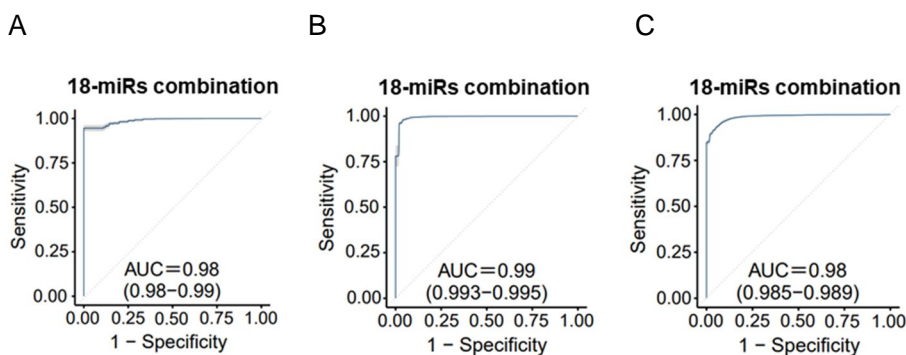 A
B
C
18-miRs combination
1.00
0.75
0.50
0.25
0.00
Sensitivity
AUC=0.98
(0.98−0.99)
0.00 0.25 0.50 0.75 1.00
1 − Specificity
18-miRs combination
1.00
0.75
0.50
0.25
0.00
Sensitivity
AUC=0.99
(0.993−0.995)
0.00 0.25 0.50 0.75 1.00
1 − Specificity
18-miRs combination
1.00
0.75
0.50
0.25
0.00
Sensitivity
AUC=0.98
(0.985−0.989)
0.00 0.25 0.50 0.75 1.00
1 − Specificity